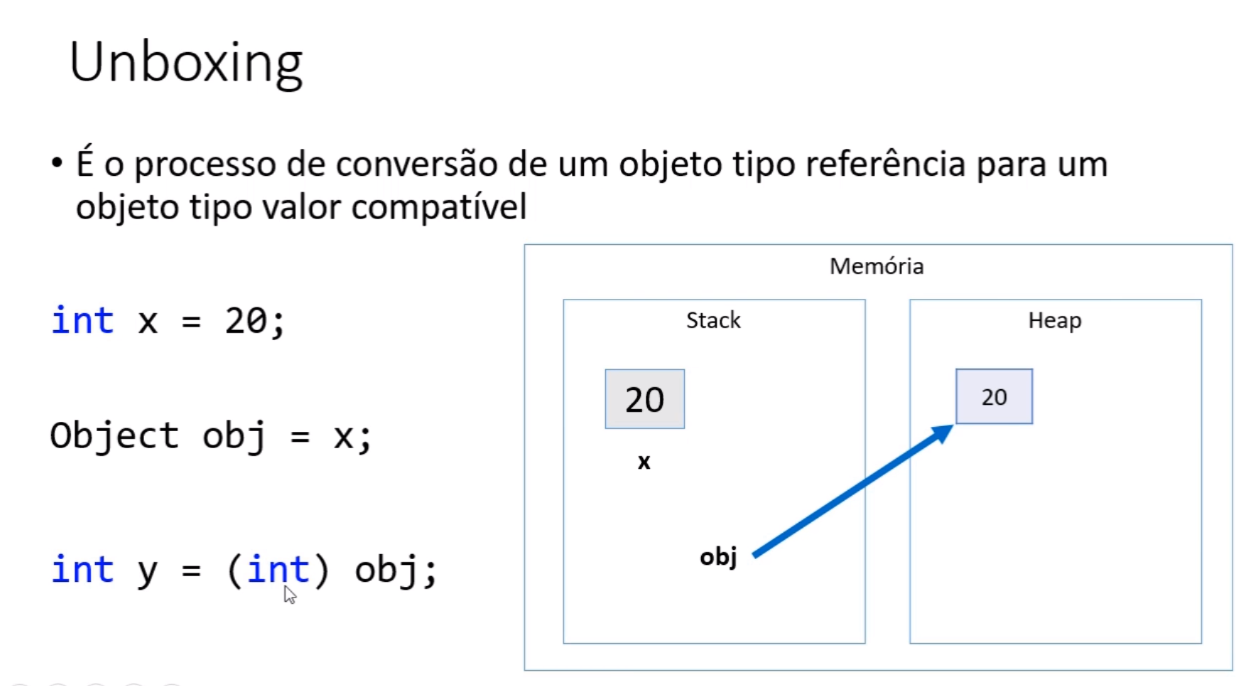 Unboxing
• É o processo de conversão de um objeto tipo referência para um
objeto tipo valor compatível
int x = 20;
Object obj = x;
int y = (int) obj;
Memória
Stack
Heap
20
20
x
obj